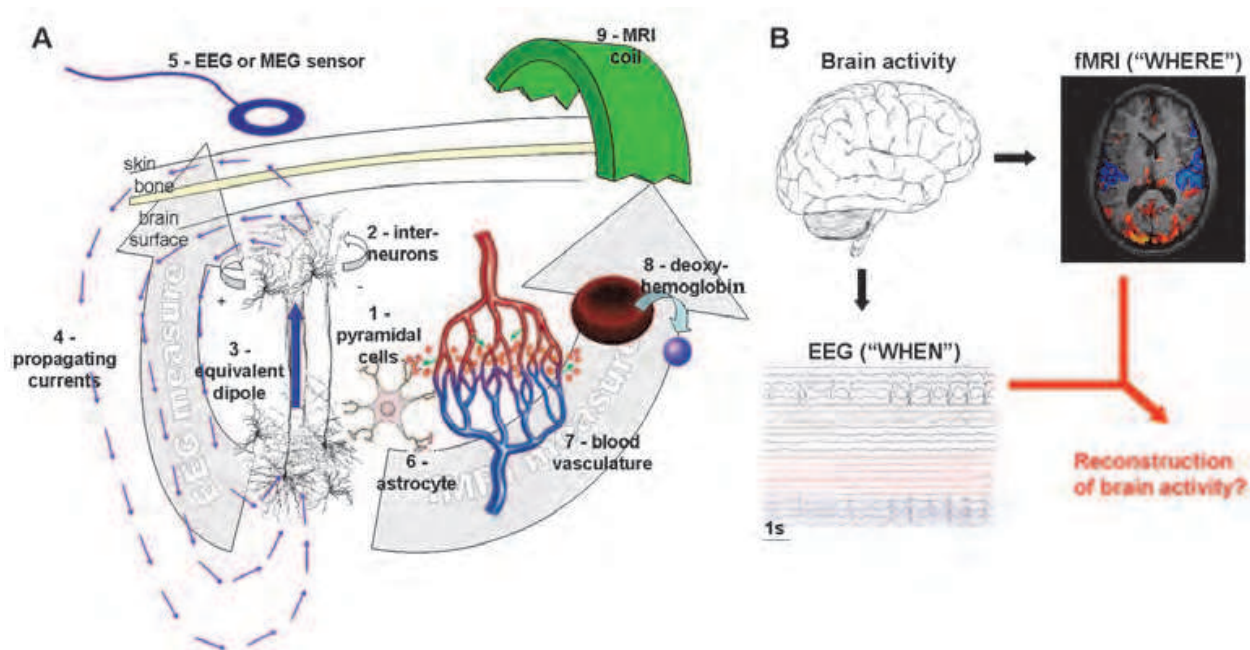 A
5 - EEG or MEG sensor
9 - MRI
coil
skin
bone
brain
surface
2 - inter-
neurons
+
-
8 - deoxy-
hemoglobin
1 -
pyramidal
cells
4 -
propagating
currents
3 -
equivalent
dipole
EEG measure
6 -
astrocyte
7 - blood
vasculature
measure
B
Brain activity
fMRI ("WHERE")
EEG ("WHEN")
1s
Reconstruction
of brain activity?